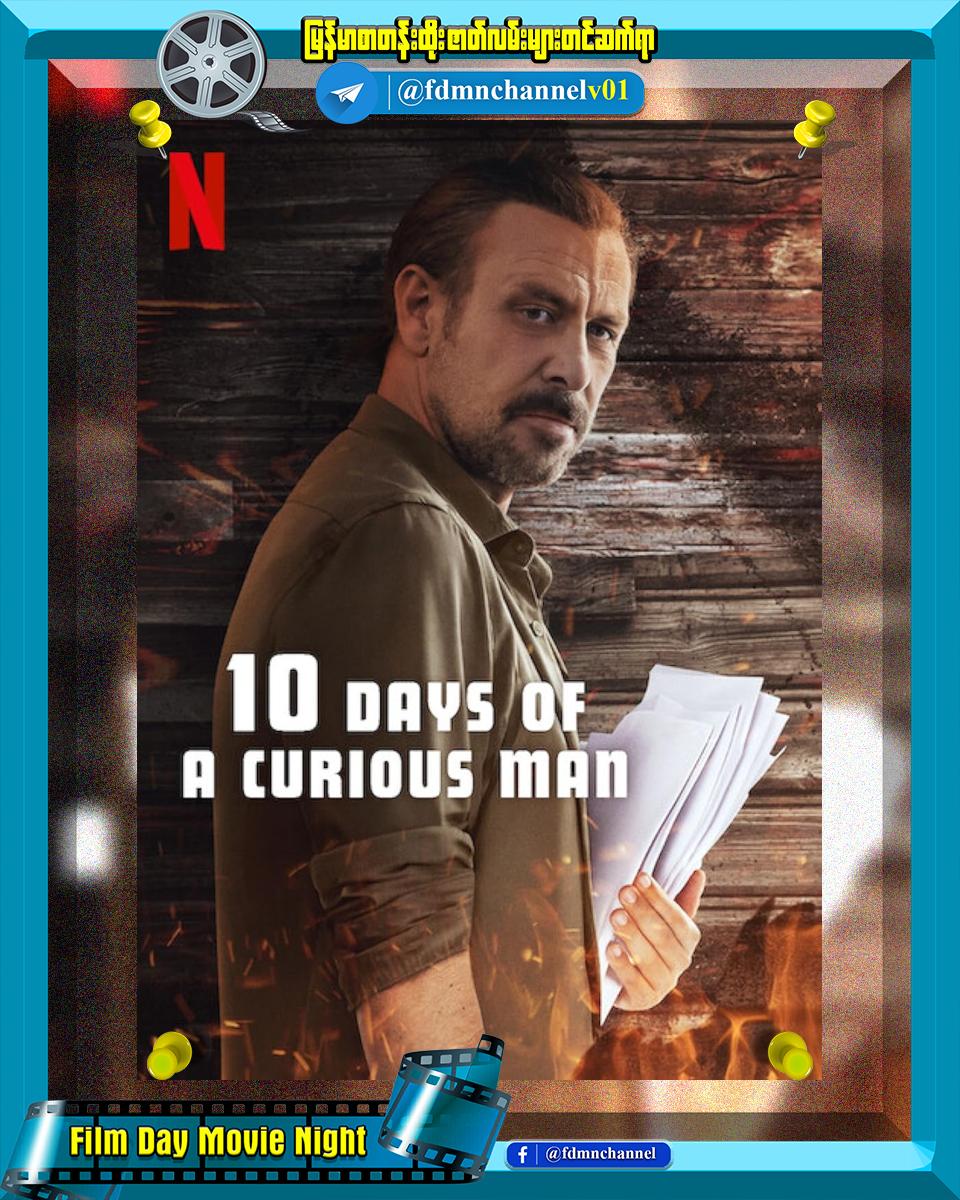 မြန်မာစာတန်းထိုးဇာတ်လမ်းများတင်ဆက်ရာ
@fdmnchannelv01
N
10 DAYS OF
A CURIOUS MAN
Film Day Movie Night
f @fdmnchannel